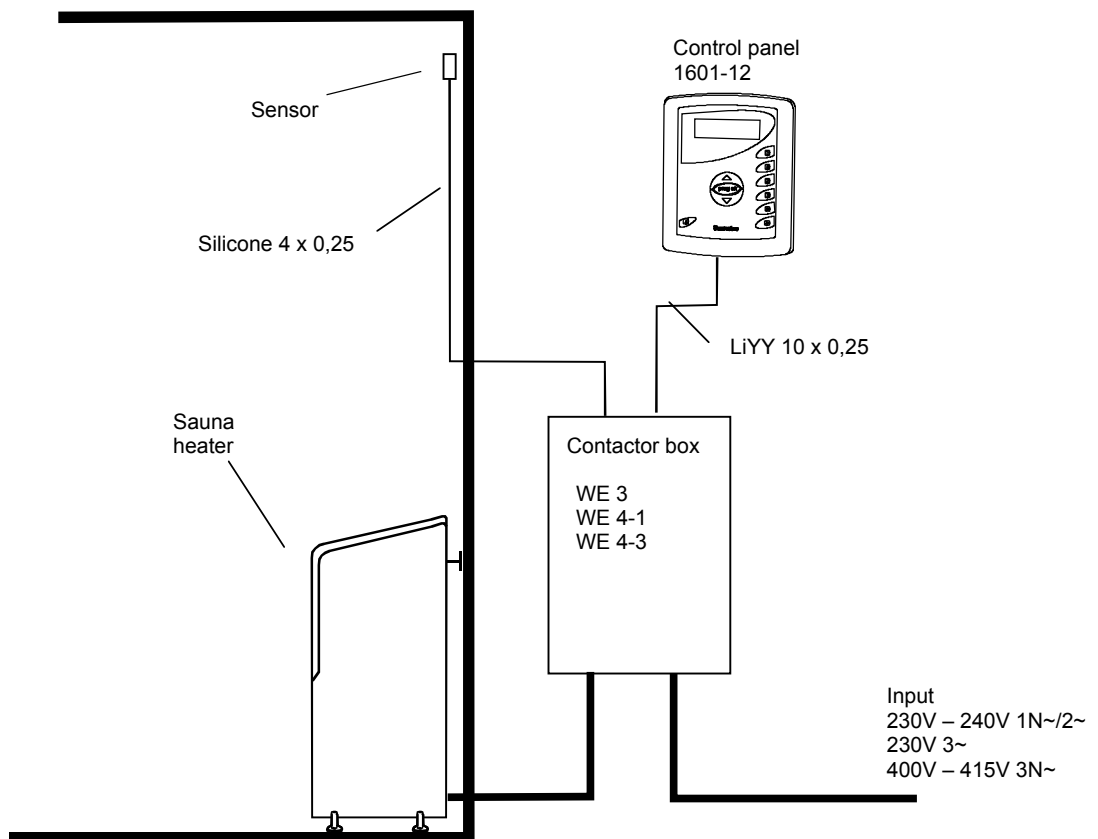 Control panel
1601-12
Sensor
Silicone 4 x 0,25
LiYY 10 x 0,25
Sauna
heater
Contactor box
WE 3
WE 4-1
WE 4-3
Input
230V – 240V 1N~/2~
230V 3~
400V – 415V 3N~